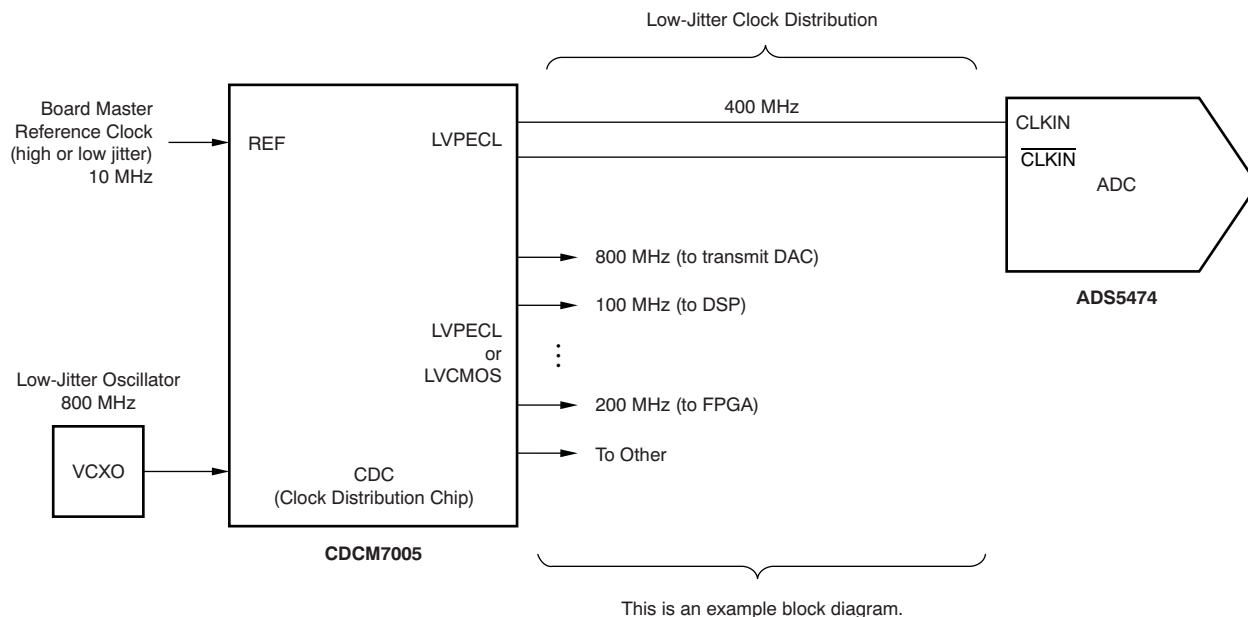 Low-Jitter Clock Distribution
Board Master
Reference Clock
(high or low jitter)
10 MHz
REF
LVPECL
400 MHz
CLKIN
CLKIN
ADC
ADS5474
800 MHz (to transmit DAC)
100 MHz (to DSP)
LVPECL
or
LVCMOS
200 MHz (to FPGA)
To Other
Low-Jitter Oscillator
800 MHz
VCXO
CDC
(Clock Distribution Chip)
CDCM7005
This is an example block diagram.